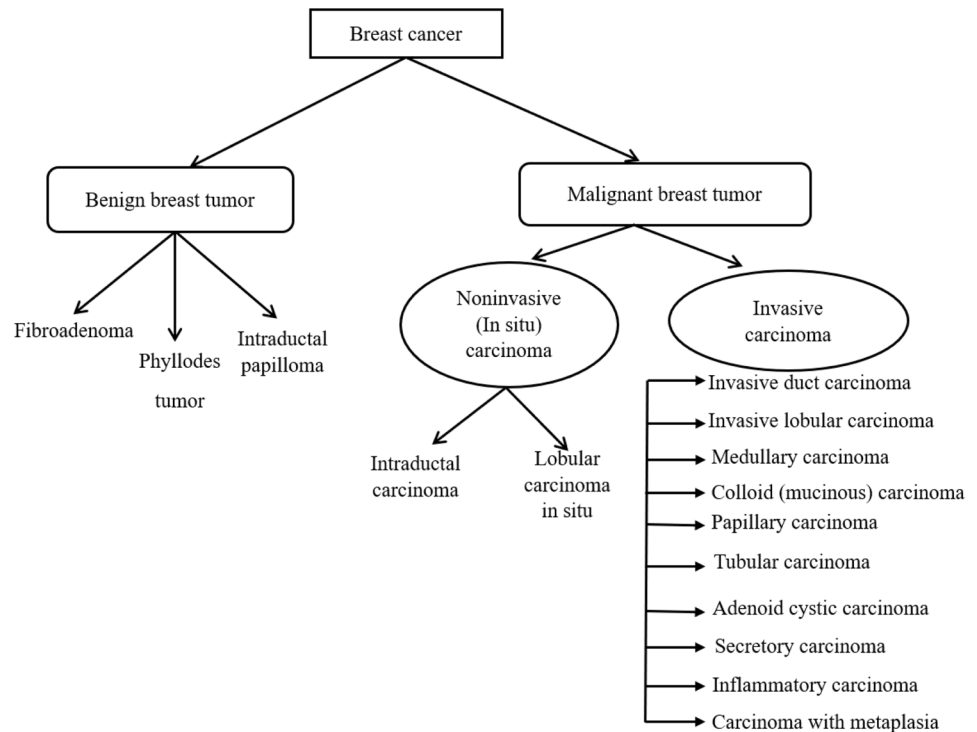 Breast cancer
Benign breast tumor
Malignant breast tumor
Fibroadenoma
Phyllodes
tumor
Intraductal
papilloma
Noninvasive
(In situ)
carcinoma
Invasive
carcinoma
Intraductal
carcinoma
Lobular
carcinoma
in situ
Invasive duct carcinoma
Invasive lobular carcinoma
Medullary carcinoma
Colloid (mucinous) carcinoma
Papillary carcinoma
Tubular carcinoma
Adenoid cystic carcinoma
Secretory carcinoma
Inflammatory carcinoma
Carcinoma with metaplasia